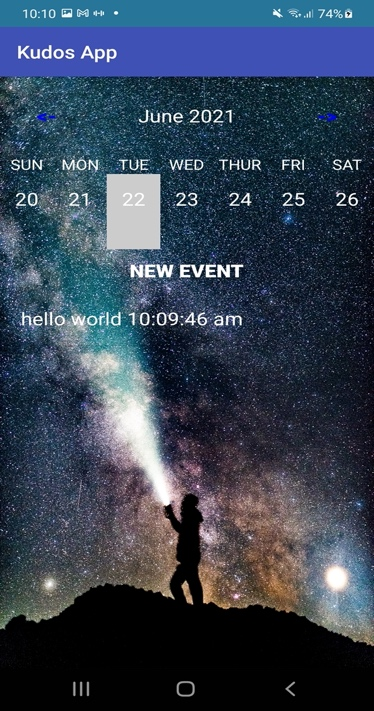 10:10 74%
Kudos App
← June 2021 →
SUN MON TUE WED THUR FRI SAT
20 21 22 23 24 25 26
NEW EVENT
hello world 10:09:46 am